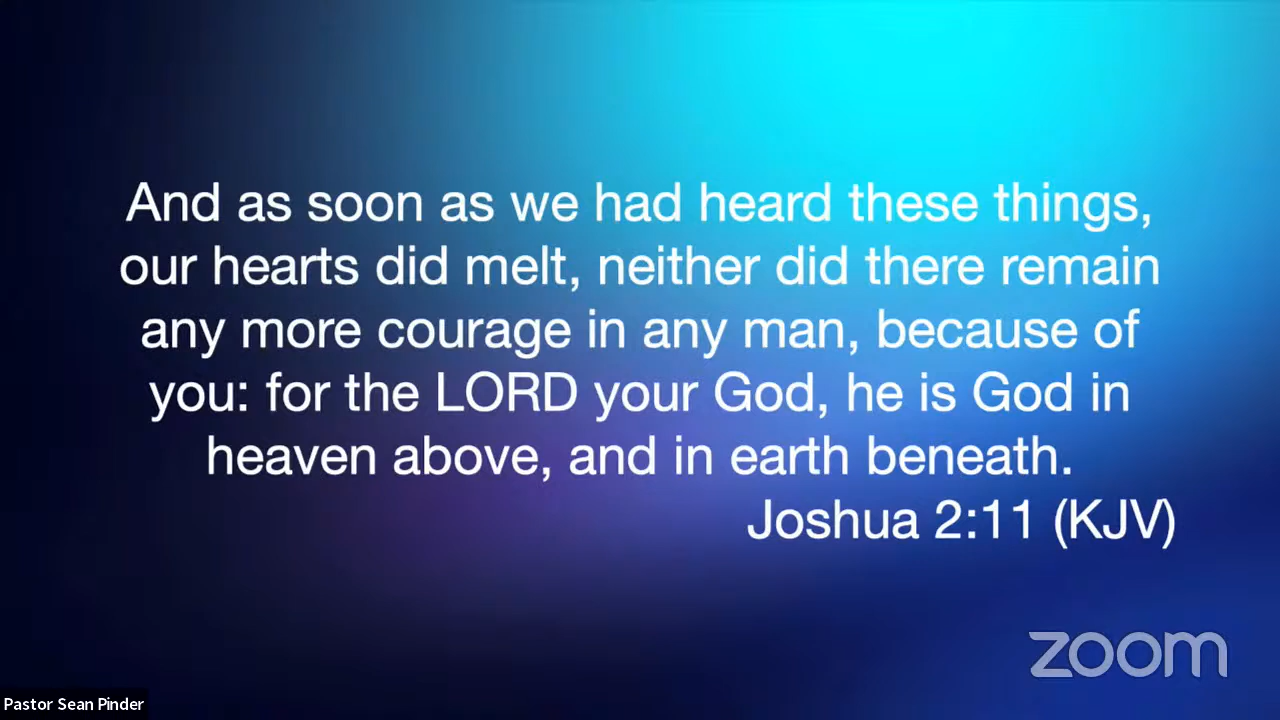 And as soon as we had heard these things,
our hearts did melt, neither did there remain
any more courage in any man, because of
you: for the LORD your God, he is God in
heaven above, and in earth beneath.
Joshua 2:11 (KJV)
zoom
Pastor Sean Pinder